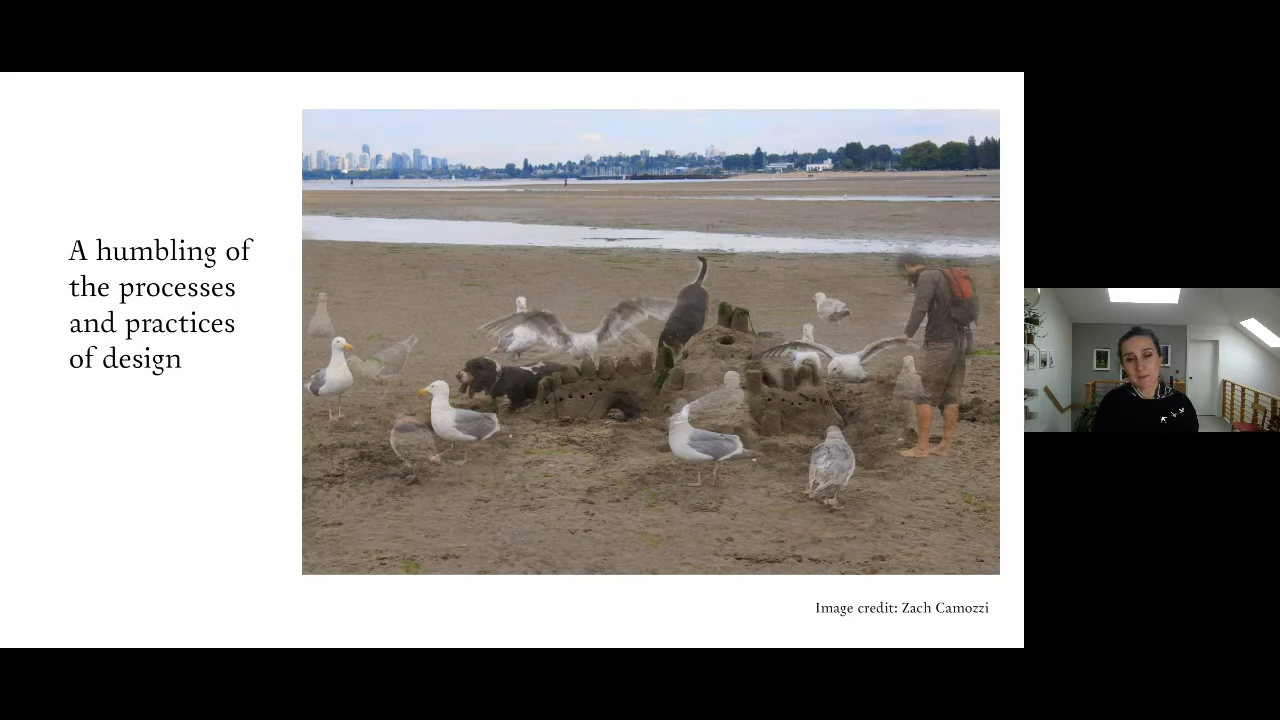 A humbling of
the processes
and practices
of design
Image credit: Zach Camozzi